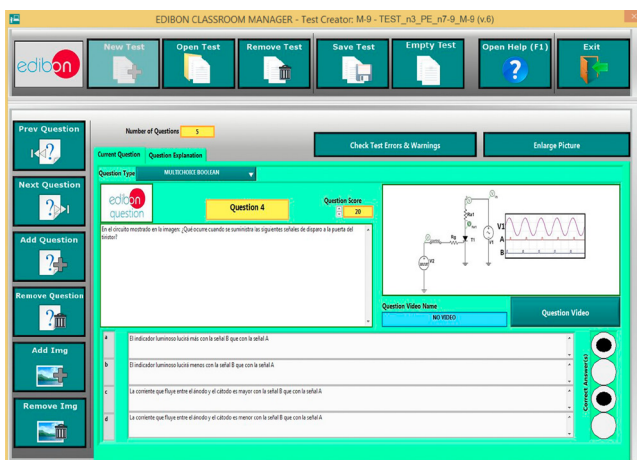 EDIBON CLASSROOM MANAGER - Test Creator: M-9 - TEST_n3_PE_n7-9_M-9 (v.6)
edibon
New Test
Open Test
Remove Test
Save Test
Empty Test
Open Help (F1)
Exit
Prev Question
Next Question
Add Question
Remove Question
Add Img
Remove Img
Number of Questions 5
Check Test Errors & Warnings
Enlarge Picture
Current Question Question Explanation
Question Type MULTICHOICE BOOLEAN
edibon
question
Question 4
Question Score
20
En el circuito mostrado en la imagen: ¿Qué ocurre cuando se suministra las siguientes señales de disparo a la puerta del
tiristor?
Rg
T1
V1
V2
V1
A
B
Question Video Name
NO VIDEO
Question Video
a El indicador luminoso lucirá más con la señal B que con la señal A
b El indicador luminoso lucirá menos con la señal B que con la señal A
c La corriente que fluye entre el ánodo y el cátodo es mayor con la señal B que con la señal A
d La corriente que fluye entre el ánodo y el cátodo es menor con la señal B que con la señal A
Correct Answer(s)